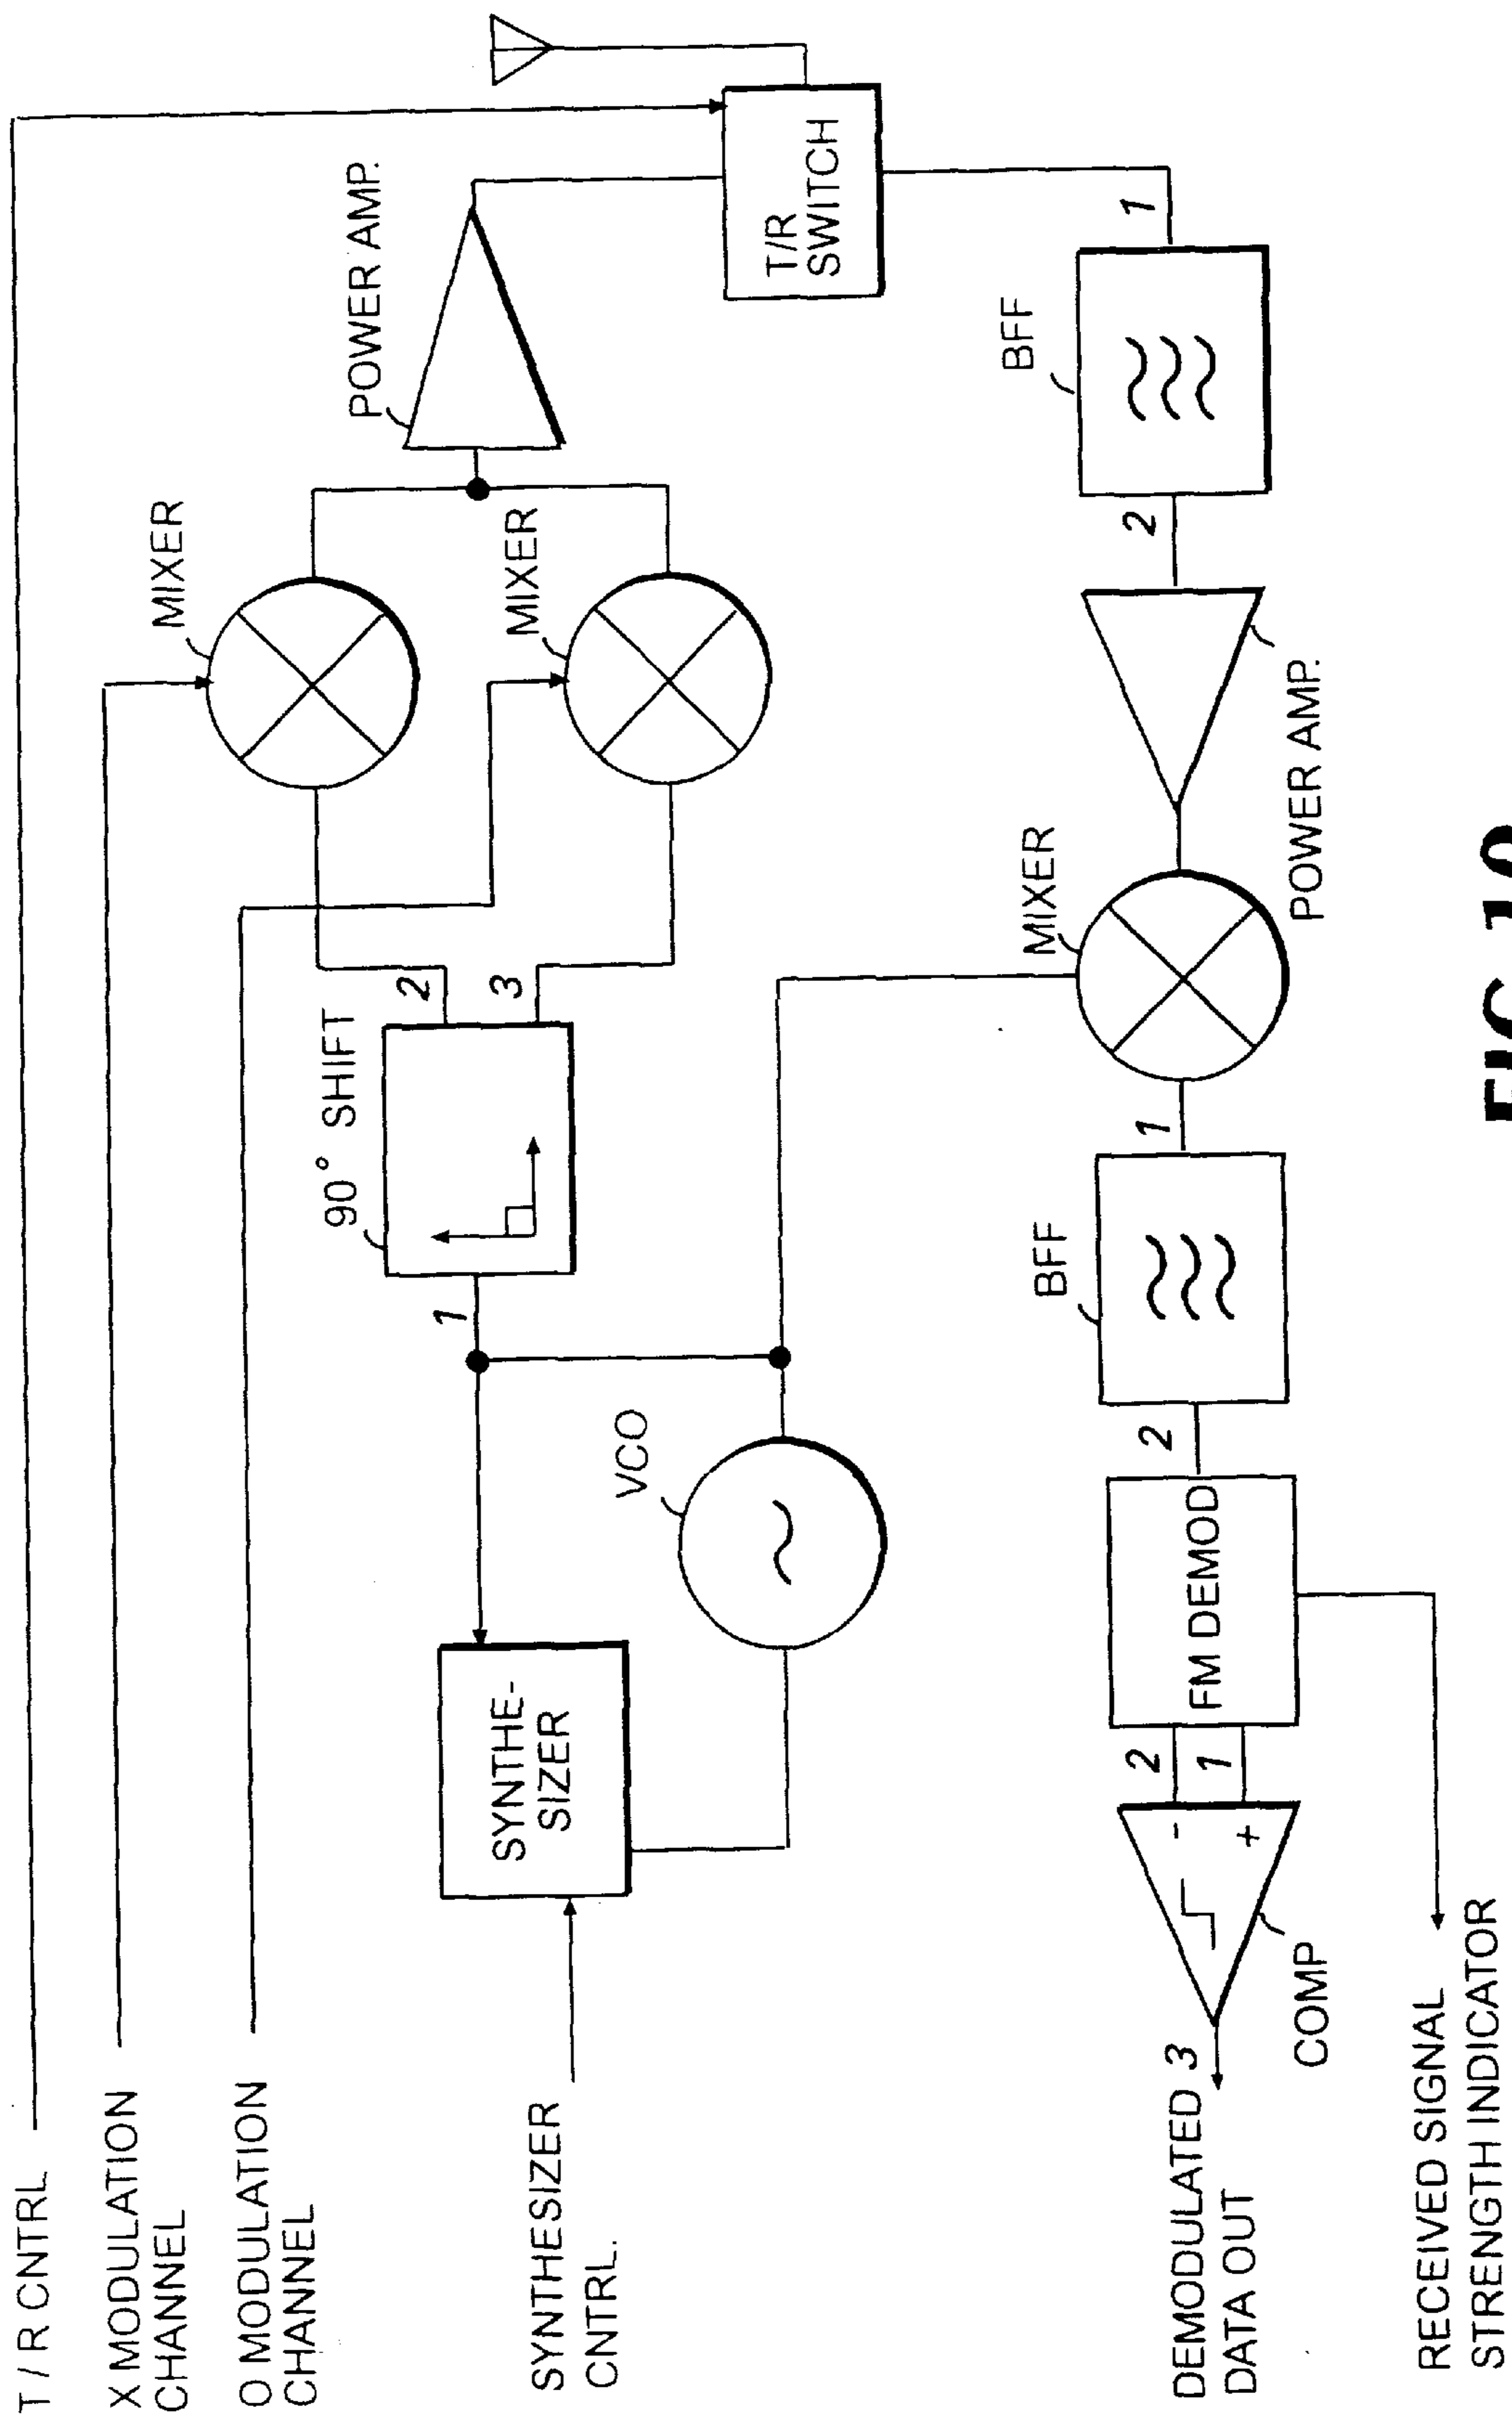 T / R CNTRL
X MODULATION
CHANNEL
O MODULATION
CHANNEL
SYNTHESIZER
CNTRL.
MIXER
POWER AMP.
MIXER
90° SHIFT
1
2
3
T/R
SWITCH
SYNTHE-
SIZER
VCO
BFF
1
2
POWER AMP.
MIXER
BFF
1
2
FM DEMOD
2
1
-
+
COMP
3
DEMODULATED
DATA OUT
RECEIVED SIGNAL
STRENGTH INDICATOR